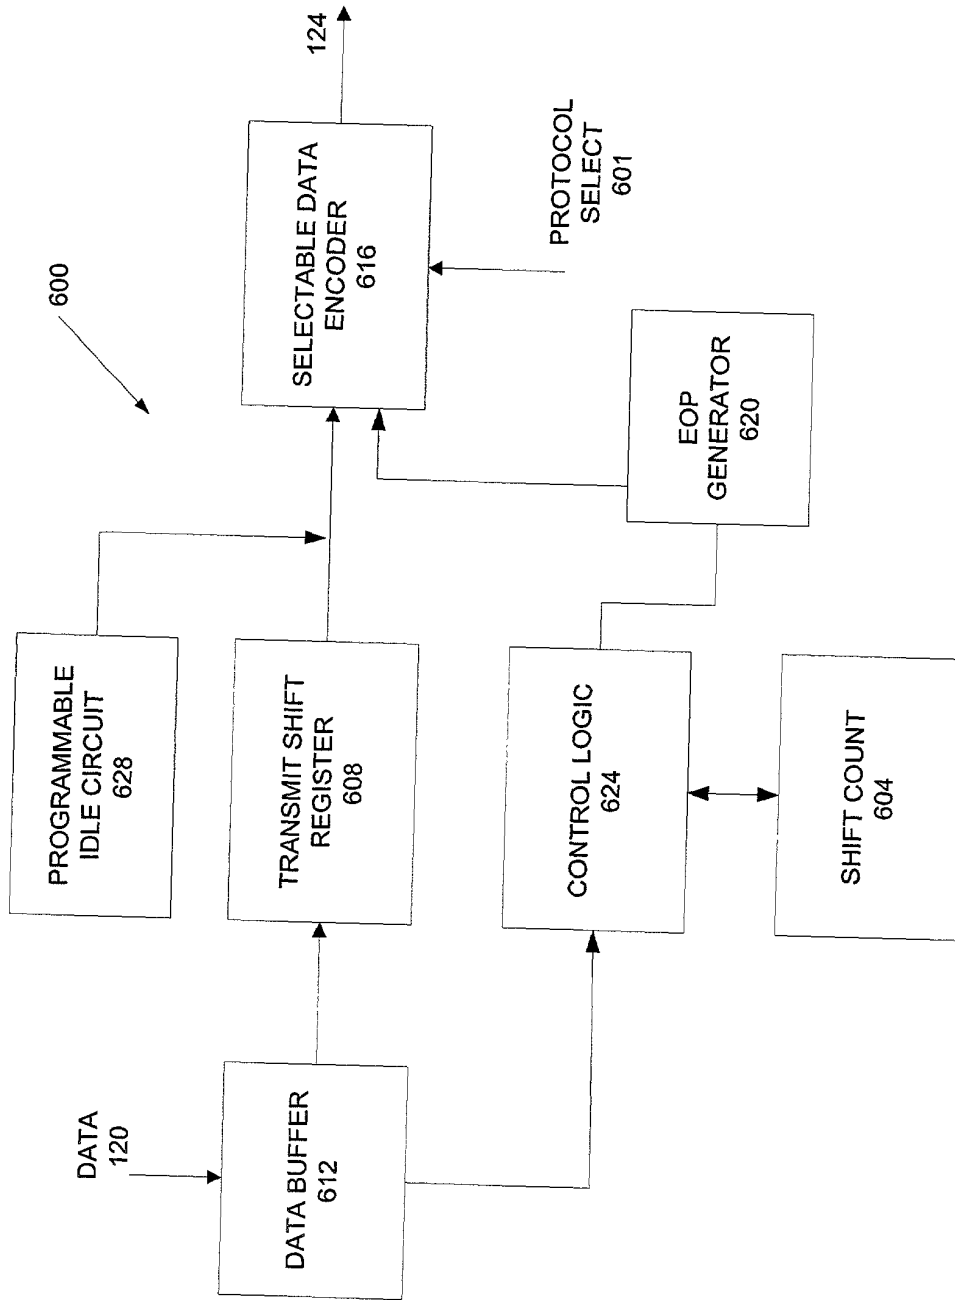 600
124
PROGRAMMABLE
IDLE CIRCUIT
628
DATA
120
DATA BUFFER
612
TRANSMIT SHIFT
REGISTER
608
SELECTABLE DATA
ENCODER
616
PROTOCOL
SELECT
601
CONTROL LOGIC
624
EOP
GENERATOR
620
SHIFT COUNT
604